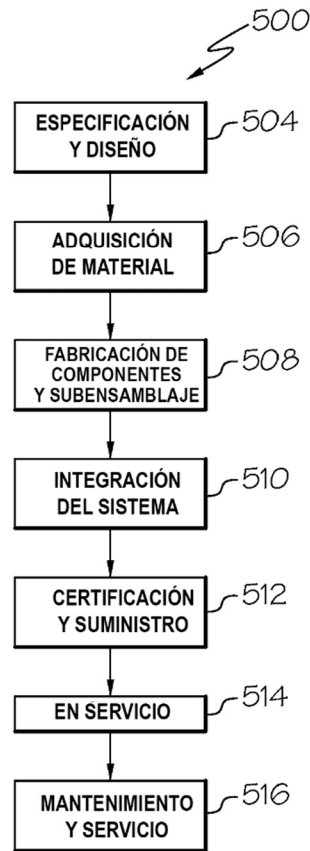 500
ESPECIFICACIÓN
Y DISEÑO
504
ADQUISICIÓN
DE MATERIAL
506
FABRICACIÓN DE
COMPONENTES
Y SUBENSAMBLAJE
508
INTEGRACIÓN
DEL SISTEMA
510
CERTIFICACIÓN
Y SUMINISTRO
512
EN SERVICIO
514
MANTENIMIENTO
Y SERVICIO
516